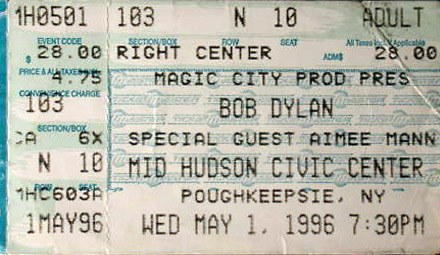 1H0501 103 N 10 ADULT
EVENT CODE SECTION/BOX ROW SEAT All Taxes Incl. If Applicable
$ 28.00 RIGHT CENTER ADM$ 28.00
PRICE & ALL TAXES
4.75 MAGIC CITY PROD PRES
CONVENIENCE CHARGE
103 BOB DYLAN
SECTION/BOX
CA 6X SPECIAL GUEST AIMEE MANN
N 10 MID HUDSON CIVIC CENTER
ROW SEAT
1HC603A POUGHKEEPSIE, NY
1MAY96 WED MAY 1, 1996 7:30PM